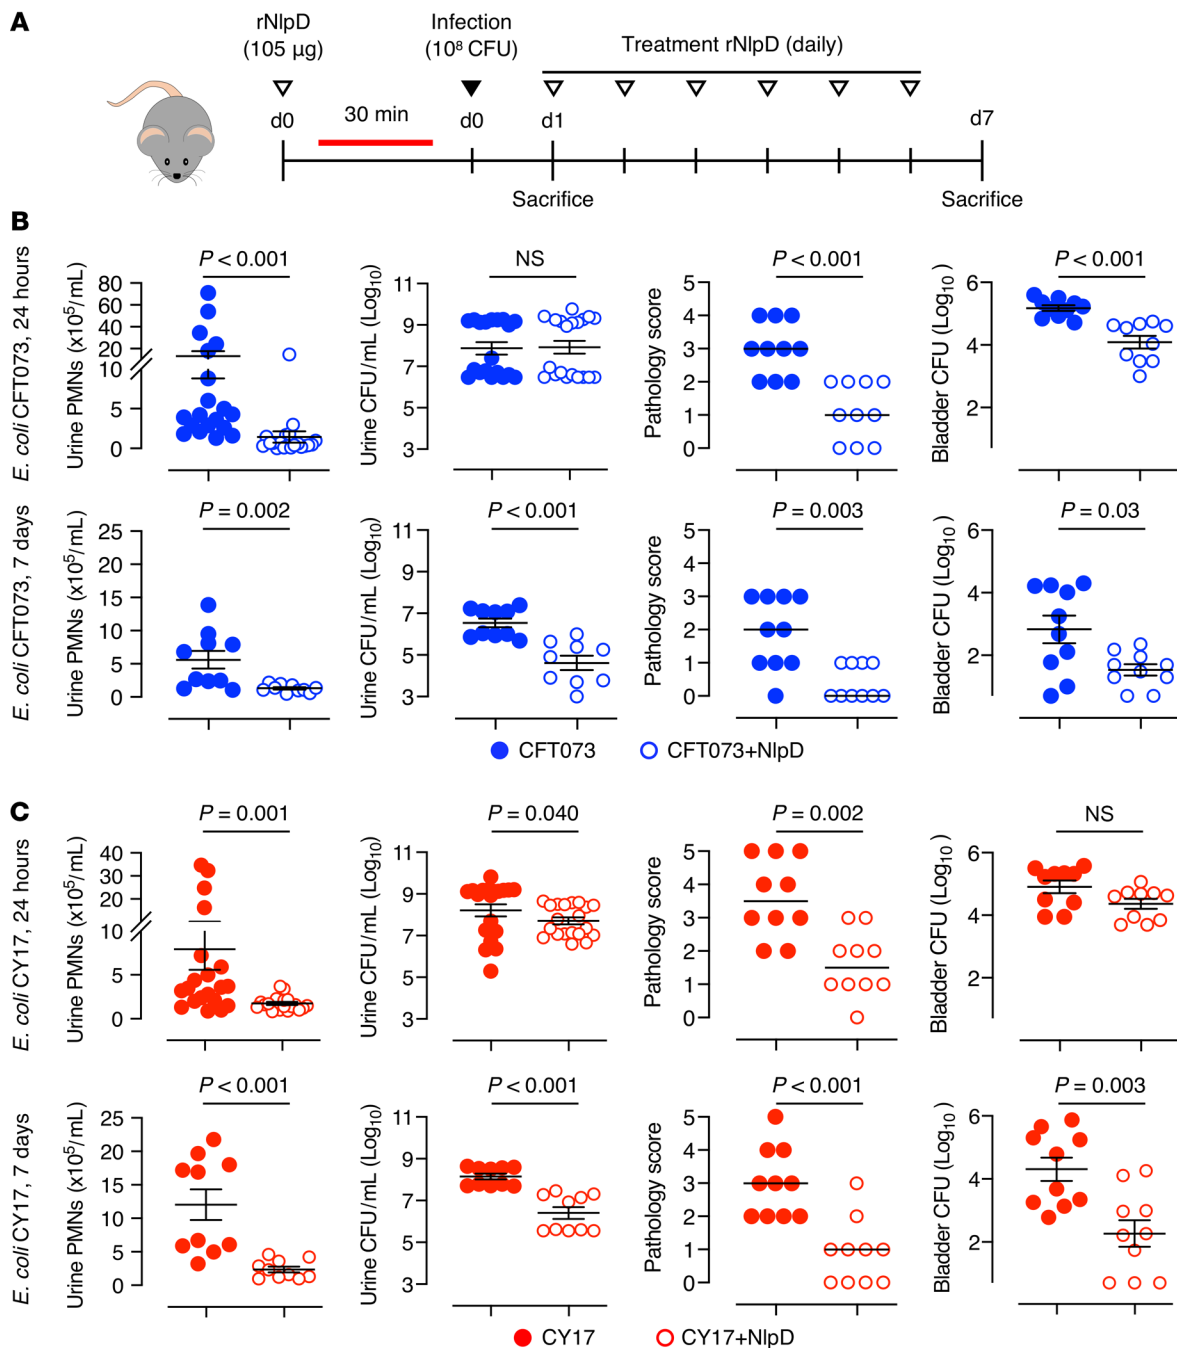 A
rNlpD
(105 µg)
Infection
(10⁸ CFU)
Treatment rNlpD (daily)
d0
30 min
d0
d1
d7
Sacrifice
Sacrifice
B
E. coli CFT073, 24 hours
Urine PMNs (x10⁵/mL)
80
60
40
20
10
5
0
P < 0.001
Urine CFU/mL (Log₁₀)
11
9
7
5
3
NS
Pathology score
5
4
3
2
1
0
P < 0.001
Bladder CFU (Log₁₀)
6
4
2
P < 0.001
E. coli CFT073, 7 days
Urine PMNs (x10⁵/mL)
25
20
15
10
5
0
P = 0.002
Urine CFU/mL (Log₁₀)
11
9
7
5
3
P < 0.001
Pathology score
5
4
3
2
1
0
P = 0.003
Bladder CFU (Log₁₀)
6
4
2
P = 0.03
CFT073
CFT073+NlpD
C
E. coli CY17, 24 hours
Urine PMNs (x10⁵/mL)
40
30
20
10
5
0
P = 0.001
Urine CFU/mL (Log₁₀)
11
9
7
5
3
P = 0.040
Pathology score
5
4
3
2
1
0
P = 0.002
Bladder CFU (Log₁₀)
6
4
2
NS
E. coli CY17, 7 days
Urine PMNs (x10⁵/mL)
25
20
15
10
5
0
P < 0.001
Urine CFU/mL (Log₁₀)
11
9
7
5
3
P < 0.001
Pathology score
5
4
3
2
1
0
P < 0.001
Bladder CFU (Log₁₀)
6
4
2
P = 0.003
CY17
CY17+NlpD